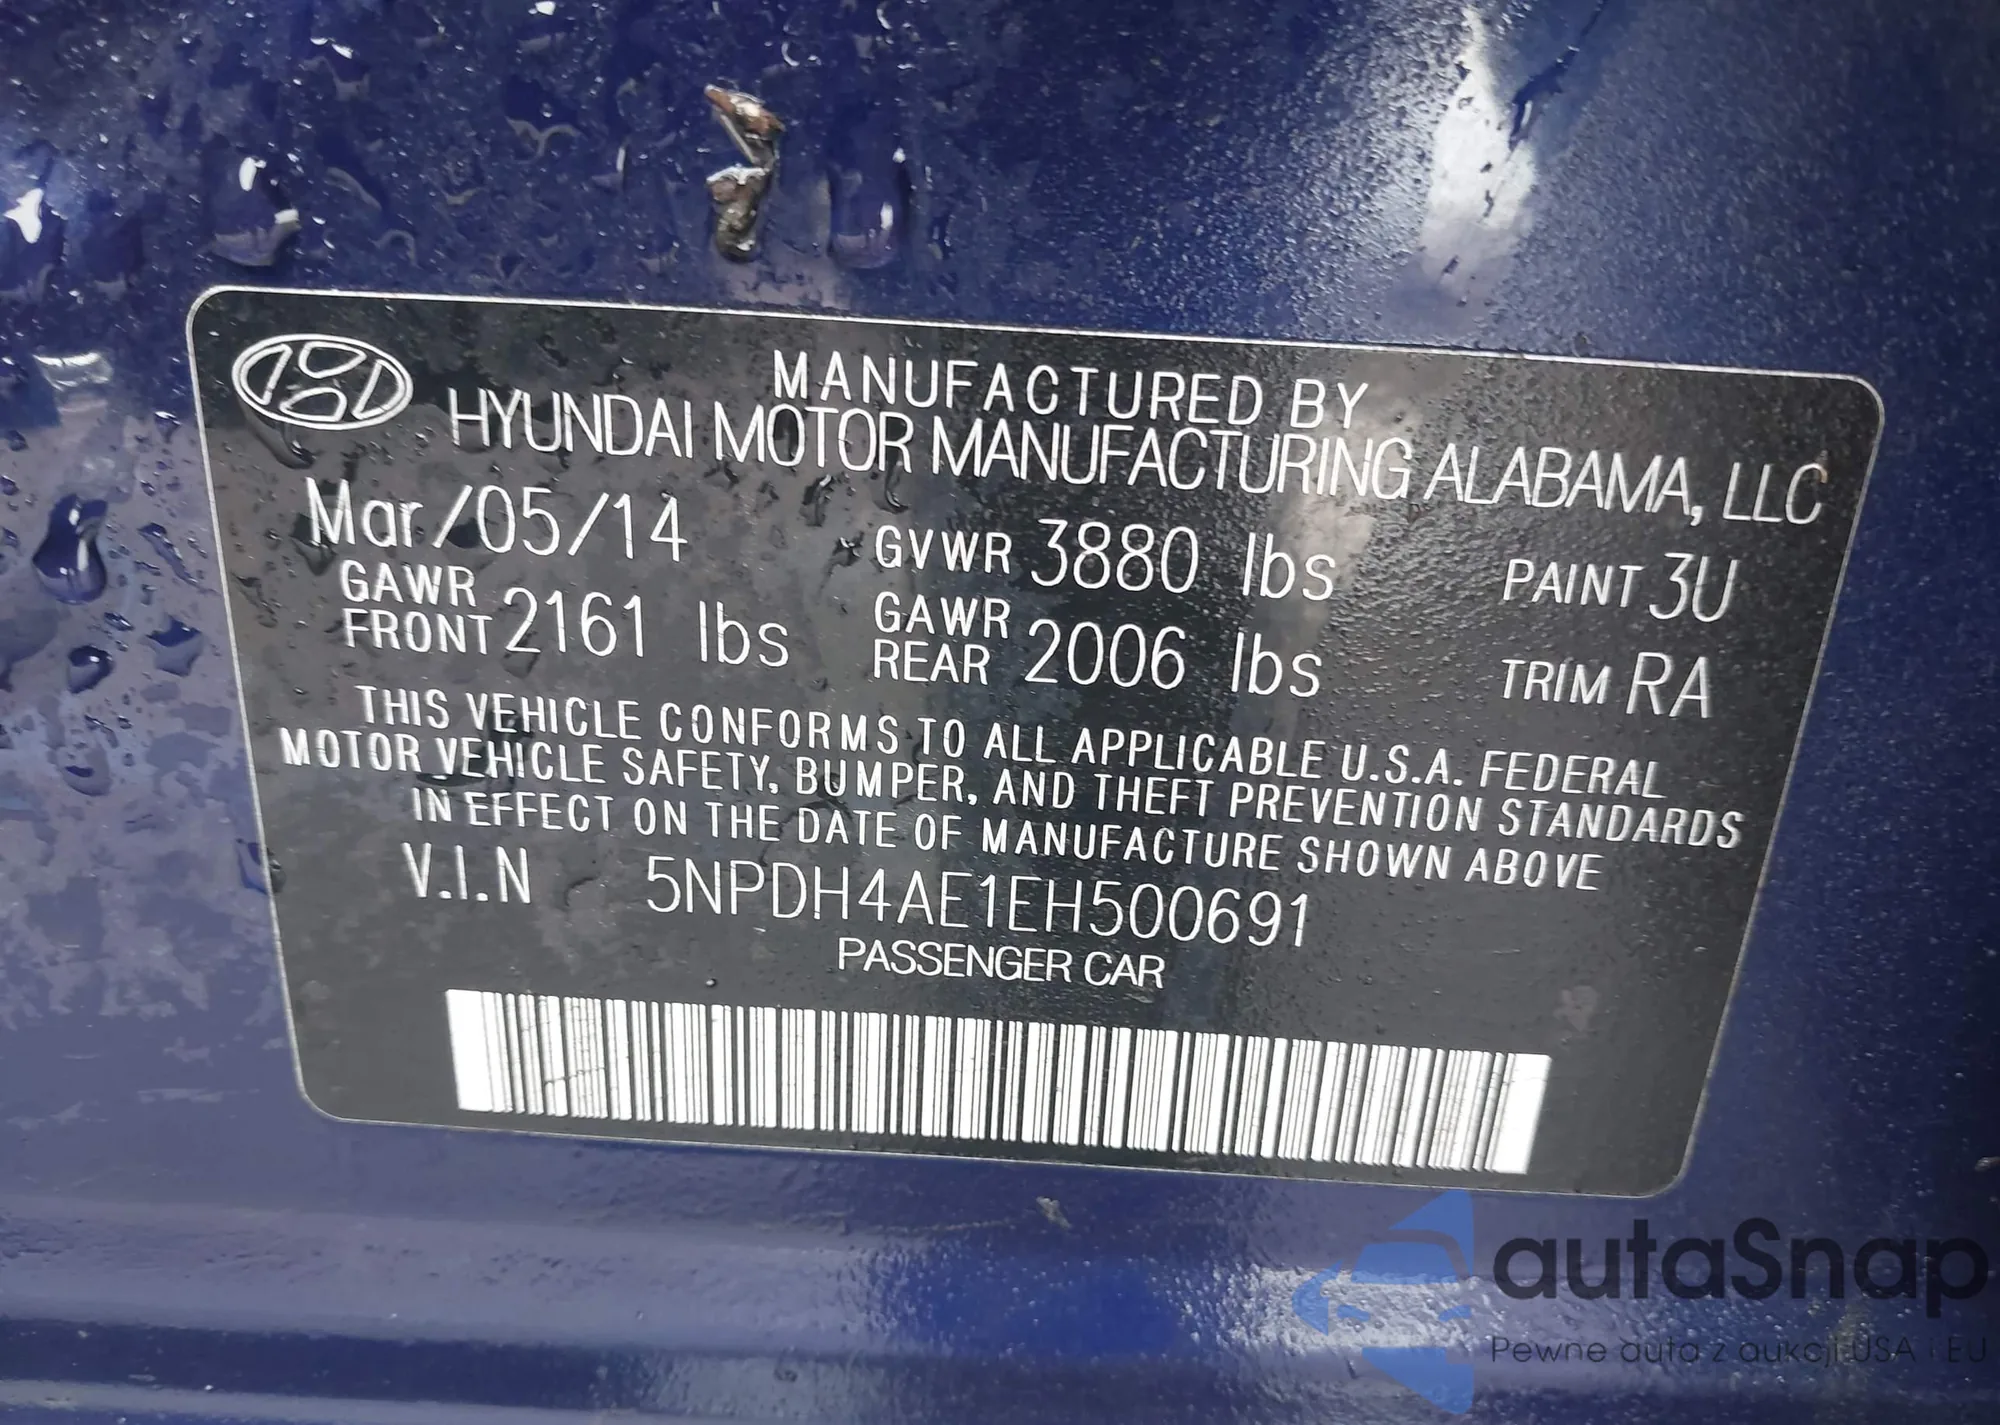 MANUFACTURED BY
HYUNDAI MOTOR MANUFACTURING ALABAMA, LLC
Mar/05/14 GVWR 3880 lbs PAINT 3U
GAWR FRONT 2161 lbs GAWR REAR 2006 lbs TRIM RA
THIS VEHICLE CONFORMS TO ALL APPLICABLE U.S.A. FEDERAL
MOTOR VEHICLE SAFETY, BUMPER, AND THEFT PREVENTION STANDARDS
IN EFFECT ON THE DATE OF MANUFACTURE SHOWN ABOVE
V.I.N 5NPDH4AE1EH500691
PASSENGER CAR
autaSnap
Pewne auta z aukcji USA i EU